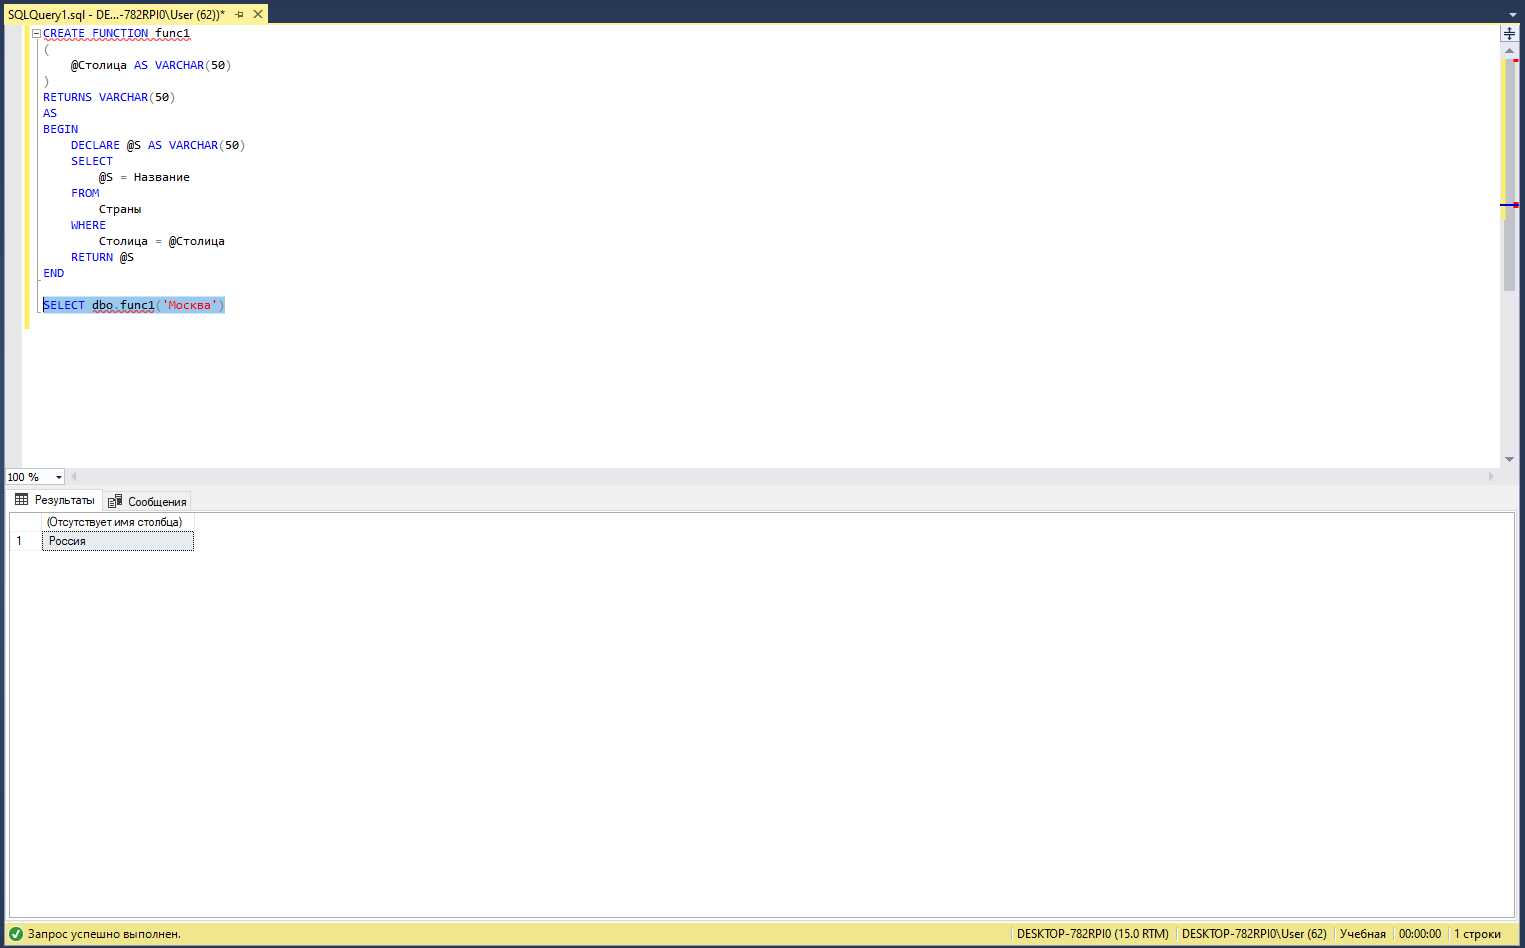 SQLQuery1.sql - DE...-782RPI0\User (62))*
CREATE FUNCTION func1
(
@Столица AS VARCHAR(50)
)
RETURNS VARCHAR(50)
AS
BEGIN
DECLARE @S AS VARCHAR(50)
SELECT
@S = Название
FROM
Страны
WHERE
Столица = @Столица
RETURN @S
END
SELECT dbo.func1('Москва')
100 %
Результаты Сообщения
(Отсутствует имя столбца)
1 Россия
Запрос успешно выполнен. DESKTOP-782RPI0 (15.0 RTM) DESKTOP-782RPI0\User (62) Учебная 00:00:00 1 строки